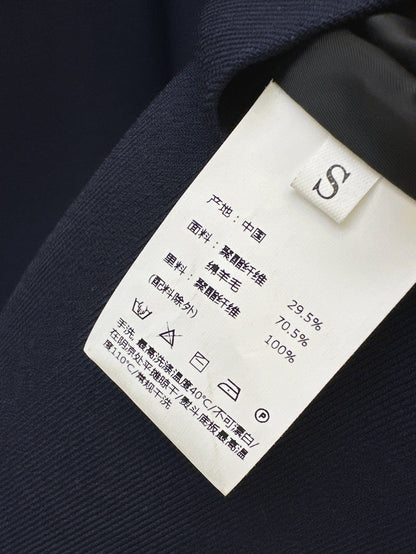 S
产地：中国
面料：聚酯纤维 29.5%
绵羊毛 70.5%
里料：聚酯纤维 100%
(配料除外)
P
手洗，最高洗涤温度40°C/不可漂白/
在阴凉处平摊晾干/熨斗底板最高温
度110°C/常规干洗